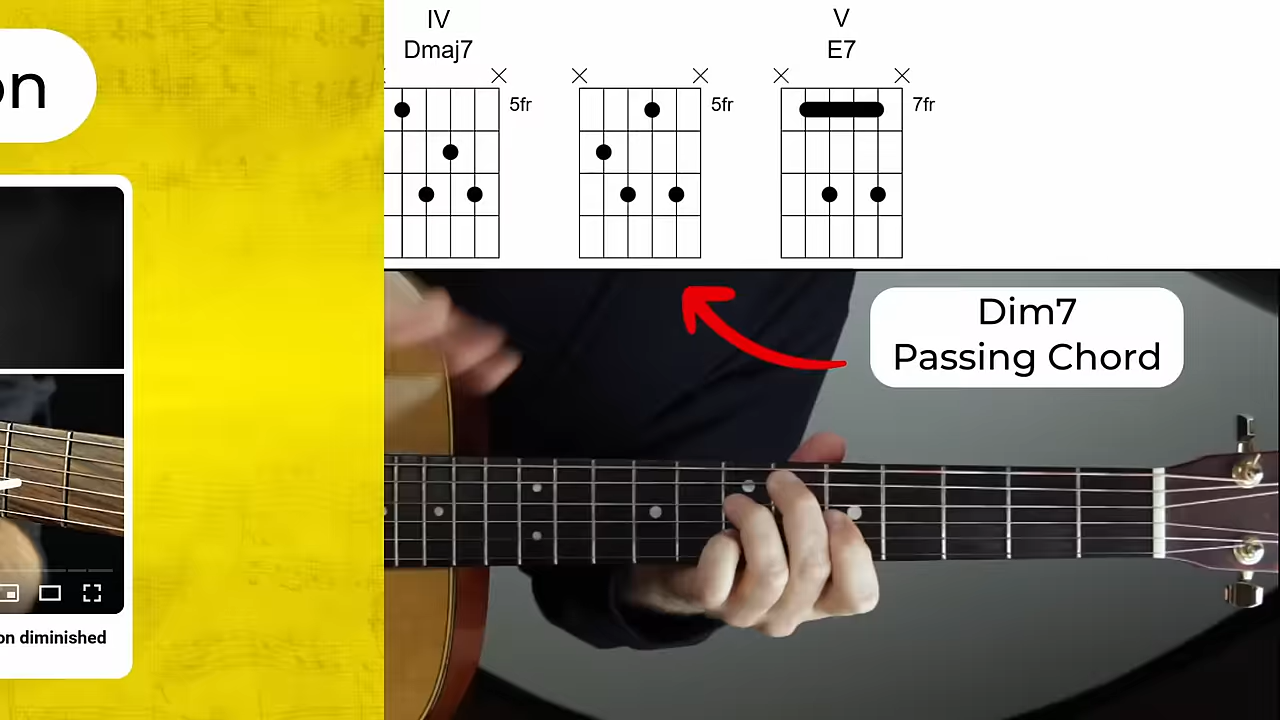 on
on diminished
IV
Dmaj7
5fr
5fr
V
E7
7fr
Dim7
Passing Chord